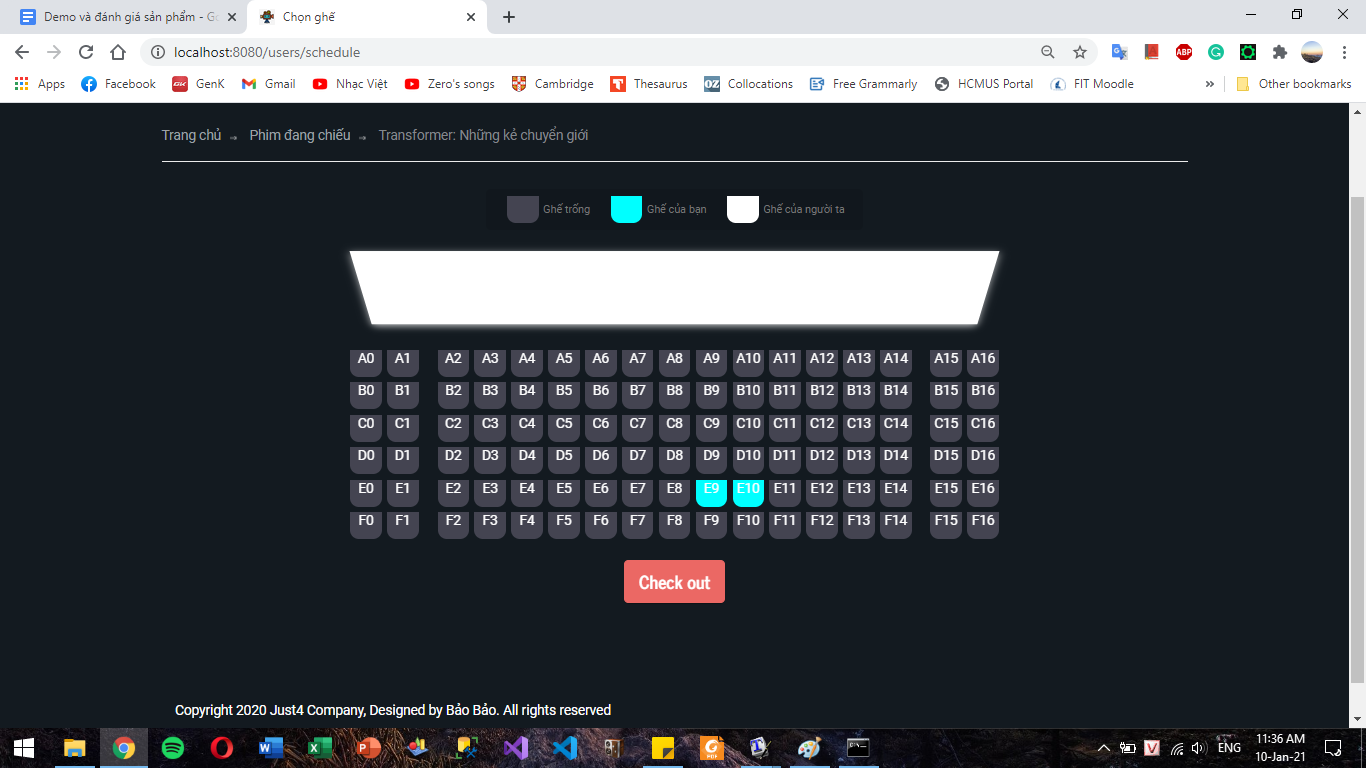 Demo và đánh giá sản phẩm - Go
Chọn ghế
localhost:8080/users/schedule
Apps Facebook GenK Gmail Nhạc Việt Zero's songs Cambridge Thesaurus Collocations Free Grammarly HCMUS Portal FIT Moodle » Other bookmarks
Trang chủ → Phim đang chiếu → Transformer: Những kẻ chuyển giới
Ghế trống Ghế của bạn Ghế của người ta
A0 A1 A2 A3 A4 A5 A6 A7 A8 A9 A10 A11 A12 A13 A14 A15 A16
B0 B1 B2 B3 B4 B5 B6 B7 B8 B9 B10 B11 B12 B13 B14 B15 B16
C0 C1 C2 C3 C4 C5 C6 C7 C8 C9 C10 C11 C12 C13 C14 C15 C16
D0 D1 D2 D3 D4 D5 D6 D7 D8 D9 D10 D11 D12 D13 D14 D15 D16
E0 E1 E2 E3 E4 E5 E6 E7 E8 E9 E10 E11 E12 E13 E14 E15 E16
F0 F1 F2 F3 F4 F5 F6 F7 F8 F9 F10 F11 F12 F13 F14 F15 F16
Check out
Copyright 2020 Just4 Company, Designed by Bảo Bảo. All rights reserved
ENG
11:36 AM
10-Jan-21